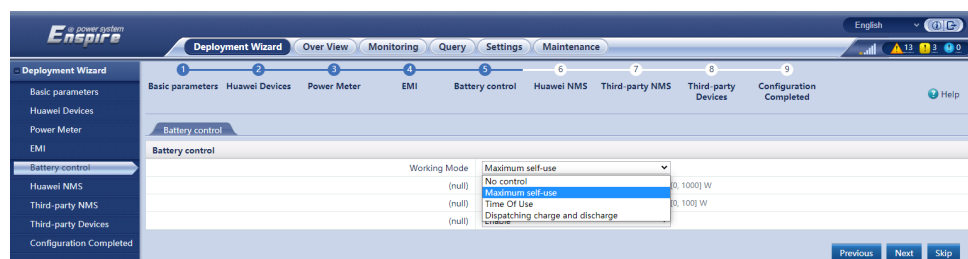 English
e power system
Enspire
Deployment Wizard Over View Monitoring Query Settings Maintenance
13 3 0
Deployment Wizard
1 2 3 4 5 6 7 8 9
Basic parameters Huawei Devices Power Meter EMI Battery control Huawei NMS Third-party NMS Third-party Devices Configuration Completed
Help
Basic parameters
Huawei Devices
Power Meter
EMI
Battery control
Huawei NMS
Third-party NMS
Third-party Devices
Configuration Completed
Battery control
Battery control
Working Mode Maximum self-use
No control
(null) [0, 1000] W
Maximum self-use
(null) Time Of Use [0, 100] W
Dispatching charge and discharge
(null) Enable
Previous Next Skip